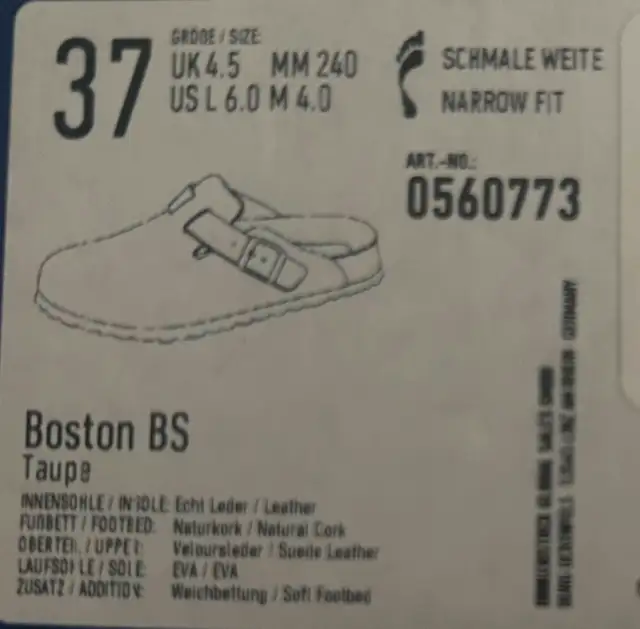 37
GRÖDE / SIZE:
UK 4.5 MM 240
US L 6.0 M 4.0
SCHMALE WEITE
NARROW FIT
ART.-NO.:
0560773
Boston BS
Taupe
INNENSOHLE / INSOLE: Echt Leder / Leather
FUßBETT / FOOTBED: Naturkork / Natural Cork
OBERTEIL / UPPER: Veloursleder / Suede Leather
LAUFSOHLE / SOLE: EVA / EVA
ZUSATZ / ADDITION: Weichbettung / Soft Footbed